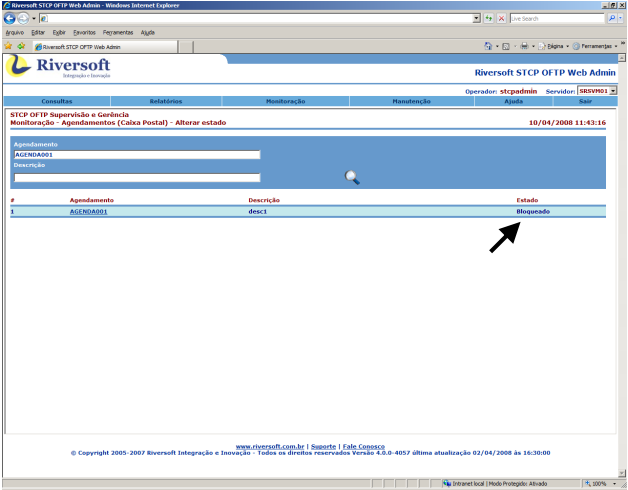 Riversoft STCP OFTP Web Admin - Windows Internet Explorer
Live Search
Arquivo Editar Exibir Favoritos Ferramentas Ajuda
Riversoft STCP OFTP Web Admin
Página Ferramentas
Riversoft
Integração e Inovação
Riversoft STCP OFTP Web Admin
Operador: stcpadmin Servidor: SRSVM01
Consultas Relatórios Monitoração Manutenção Ajuda Sair
STCP OFTP Supervisão e Gerência
Monitoração - Agendamentos (Caixa Postal) - Alterar estado 10/04/2008 11:43:16
Agendamento
AGENDA001
Descrição
# Agendamento Descrição Estado
1 AGENDA001 desc1 Bloqueado
www.riversoft.com.br | Suporte | Fale Conosco
© Copyright 2005-2007 Riversoft Integração e Inovação - Todos os direitos reservados Versão 4.0.0-4057 última atualização 02/04/2008 às 16:30:00
Intranet local | Modo Protegido: Ativado 100%